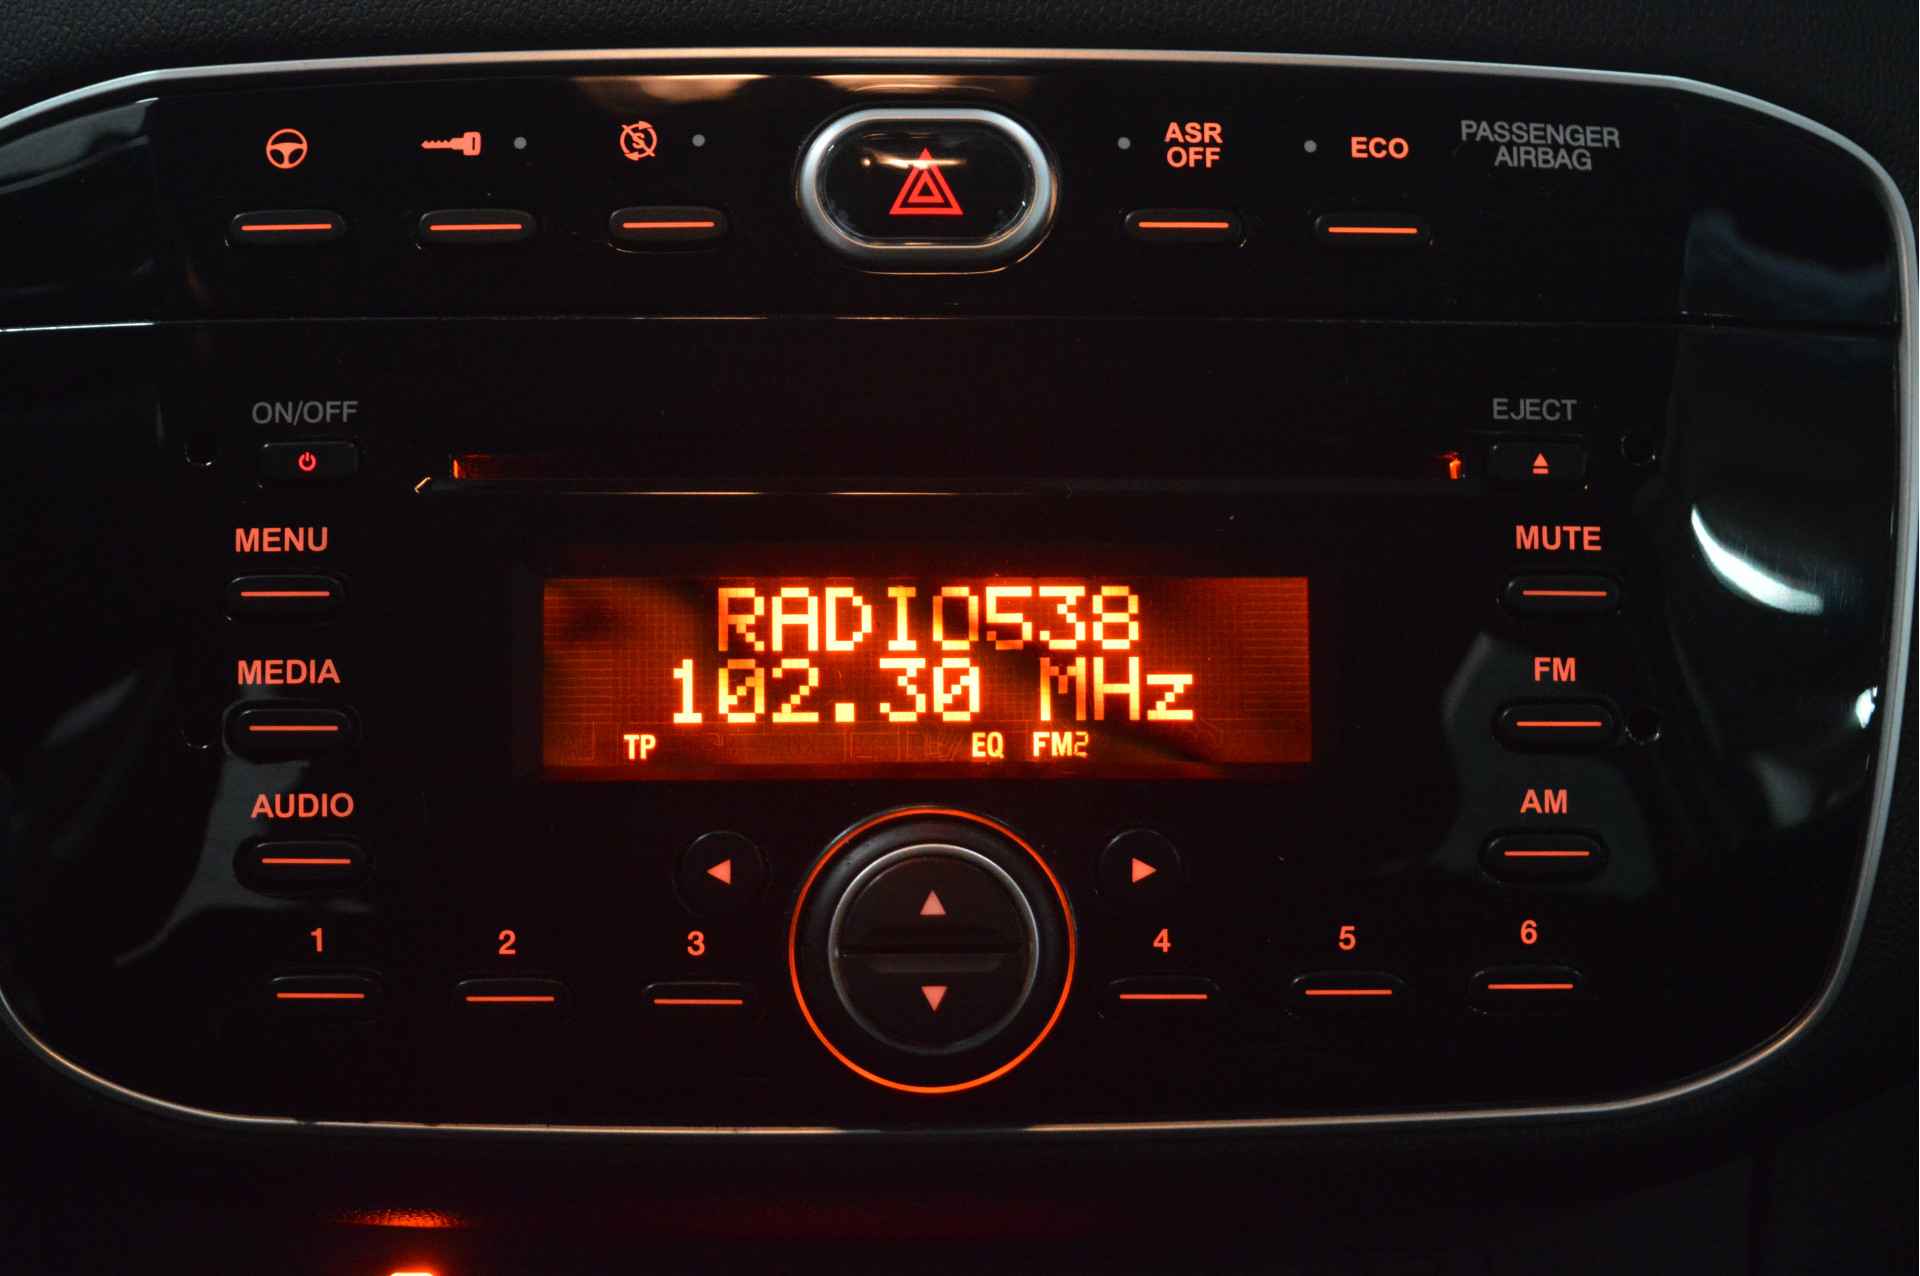 ASR
OFF
ECO
PASSENGER
AIRBAG
ON/OFF
EJECT
MENU
MUTE
RADIO538
102.30 MHz
TP EQ FM2
MEDIA
FM
AUDIO
AM
1 2 3 4 5 6